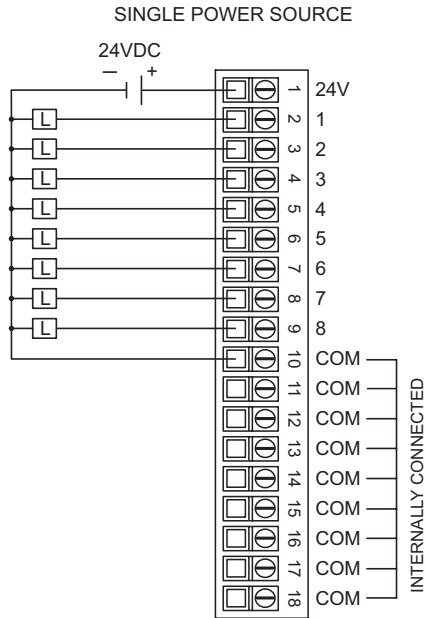 SINGLE POWER SOURCE
24VDC
– +
1 24V
L 2 1
L 3 2
L 4 3
L 5 4
L 6 5
L 7 6
L 8 7
L 9 8
10 COM
11 COM
12 COM
13 COM
14 COM
15 COM
16 COM
17 COM
18 COM
INTERNALLY CONNECTED